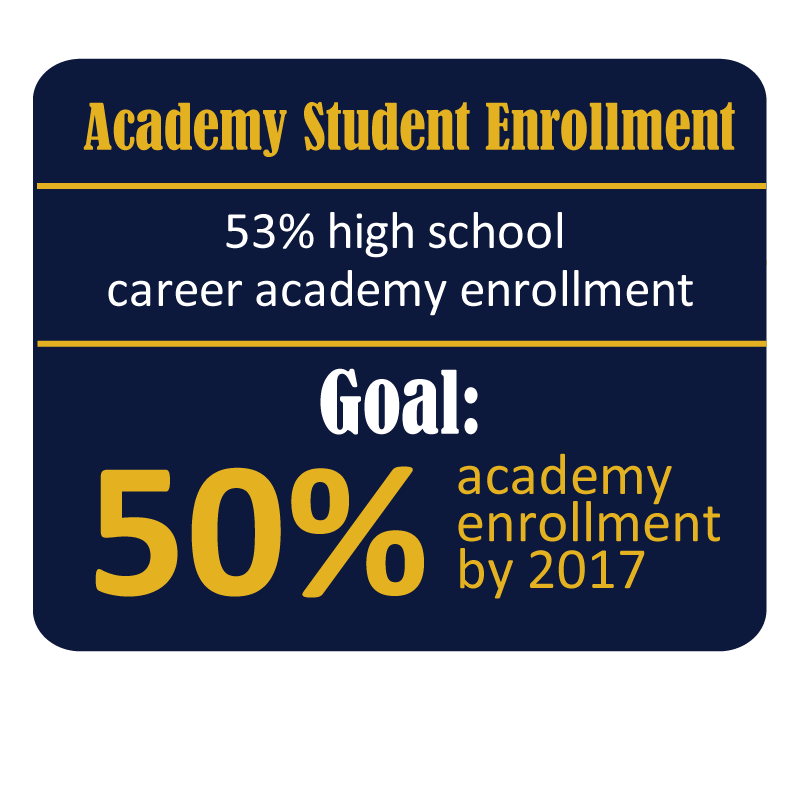 Academy Student Enrollment
53% high school
career academy enrollment
Goal:
50%
academy
enrollment
by 2017